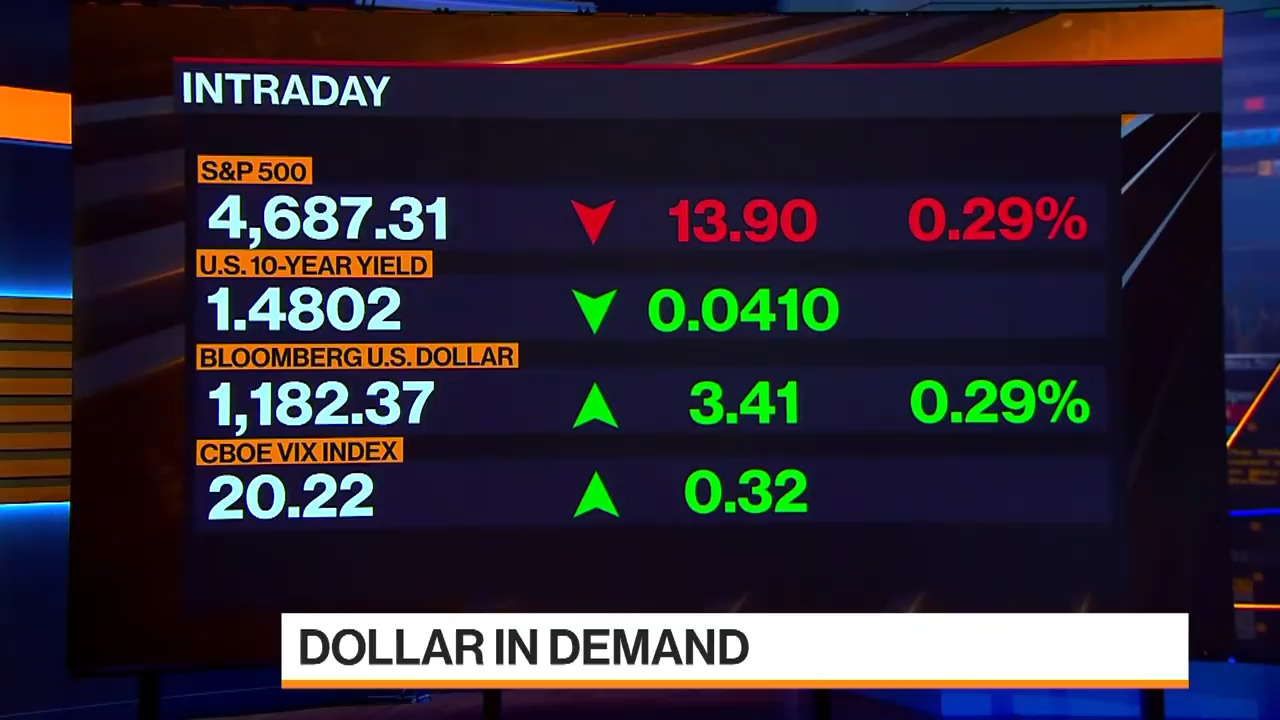 INTRADAY
S&P 500
4,687.31 ▼ 13.90 0.29%
U.S. 10-YEAR YIELD
1.4802 ▼ 0.0410
BLOOMBERG U.S. DOLLAR
1,182.37 ▲ 3.41 0.29%
CBOE VIX INDEX
20.22 ▲ 0.32
DOLLAR IN DEMAND